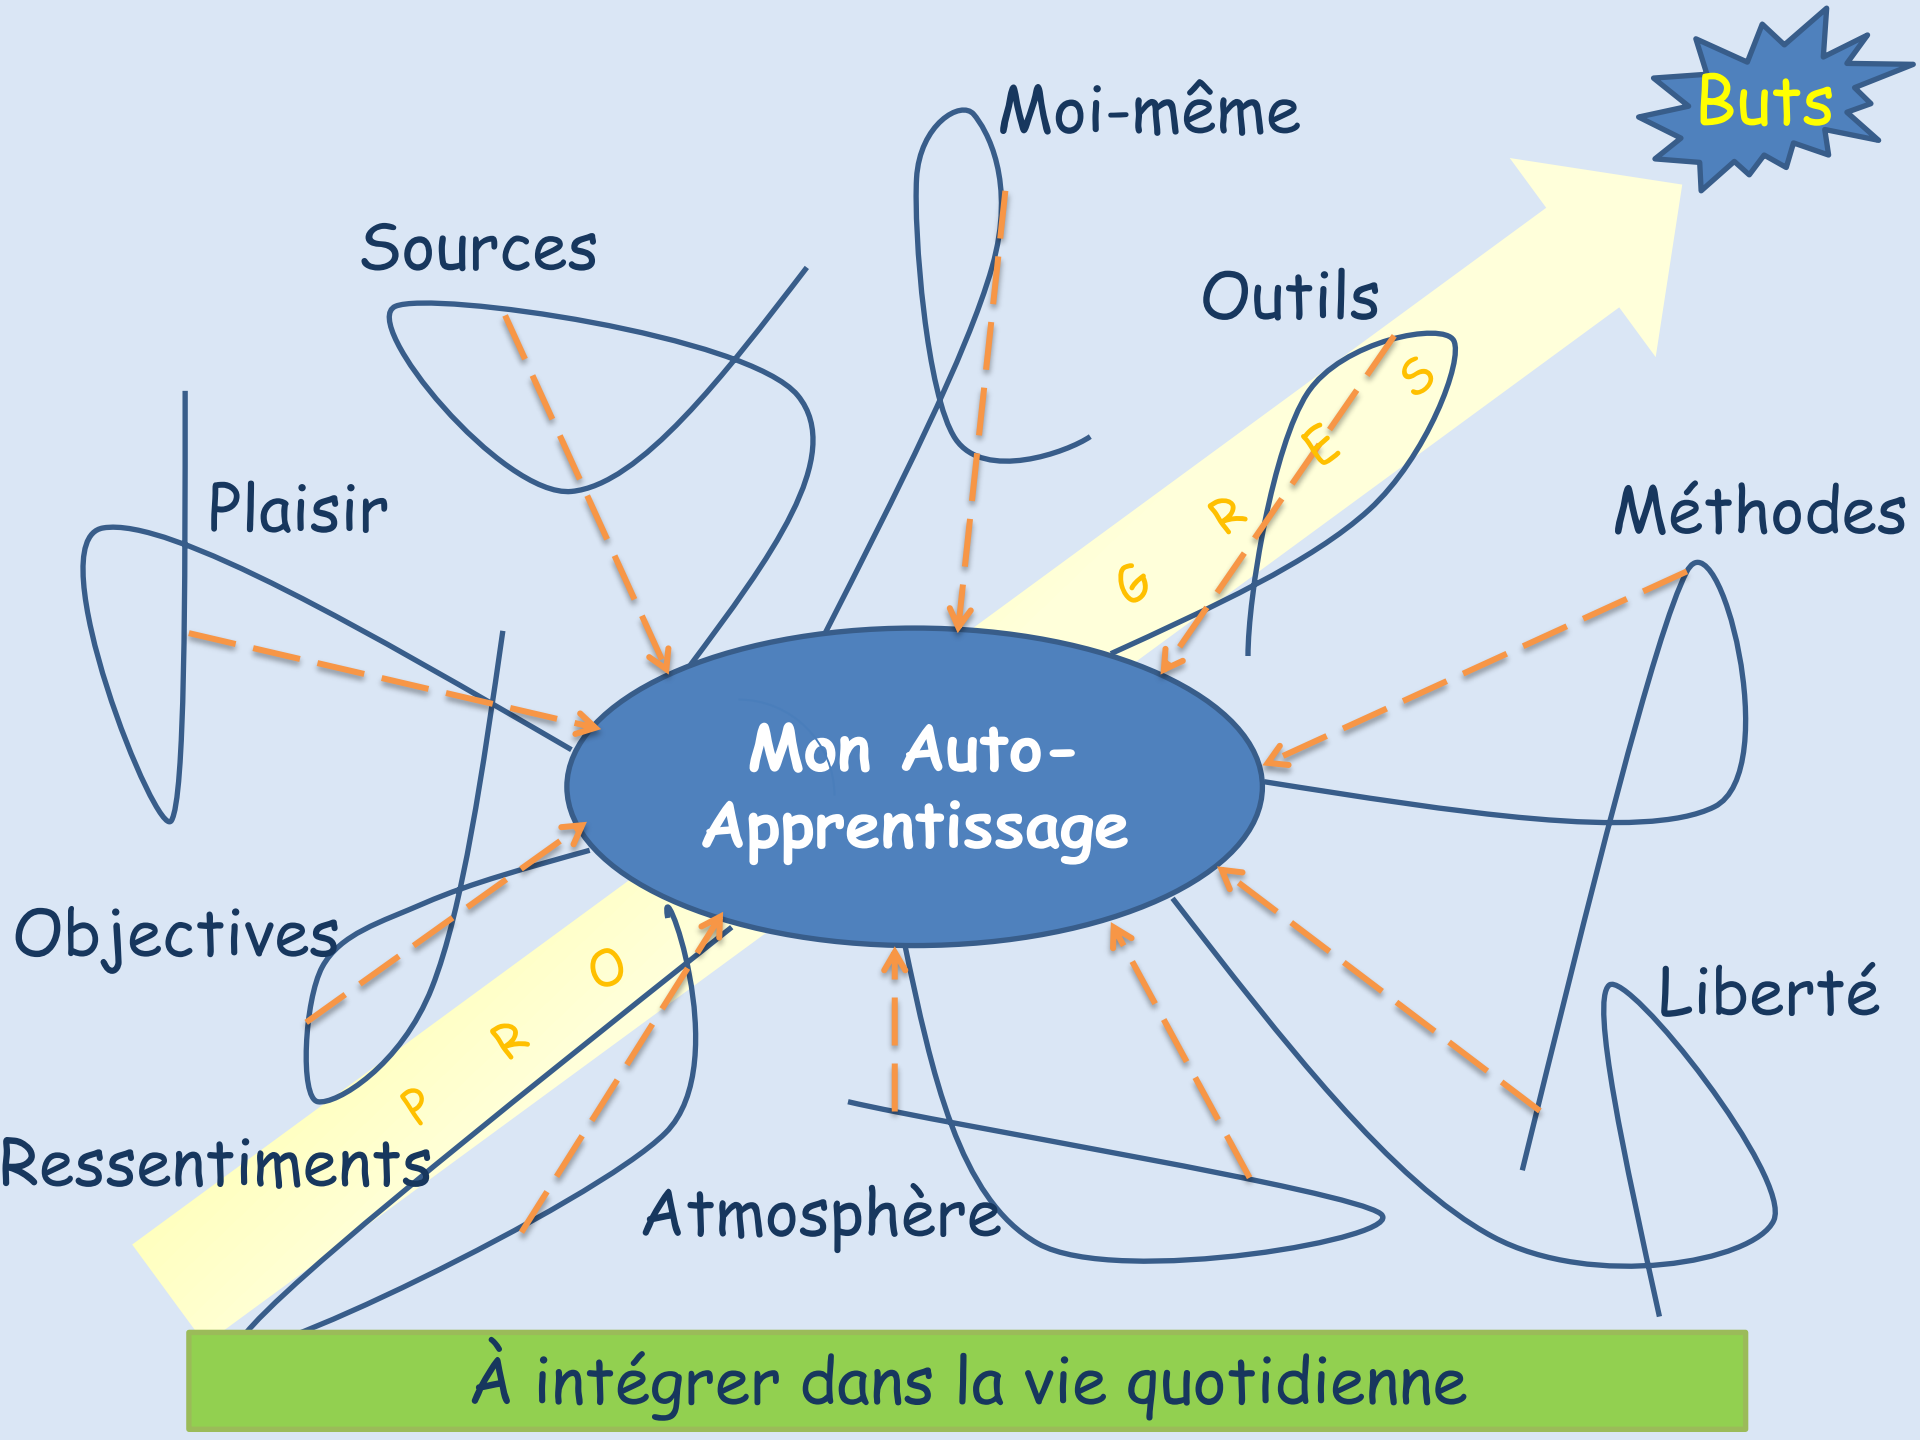 Buts
Moi-même
Sources
Outils
Plaisir
Méthodes
Mon Auto-
Apprentissage
Objectives
Liberté
Ressentiments
Atmosphère
P R O G R E S
À intégrer dans la vie quotidienne